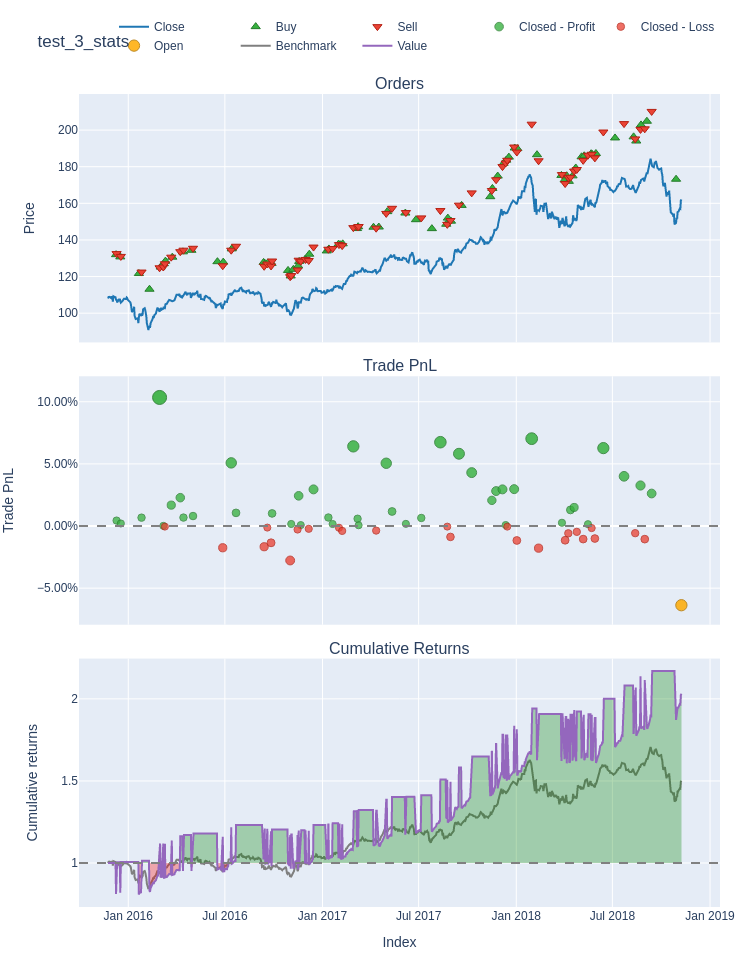 test_3_stats
Close Buy Sell Closed - Profit Closed - Loss
Open Benchmark Value
Orders
Price
200
180
160
140
120
100
Trade PnL
Trade PnL
10.00%
5.00%
0.00%
−5.00%
Cumulative Returns
Cumulative returns
2
1.5
1
Jan 2016 Jul 2016 Jan 2017 Jul 2017 Jan 2018 Jul 2018 Jan 2019
Index